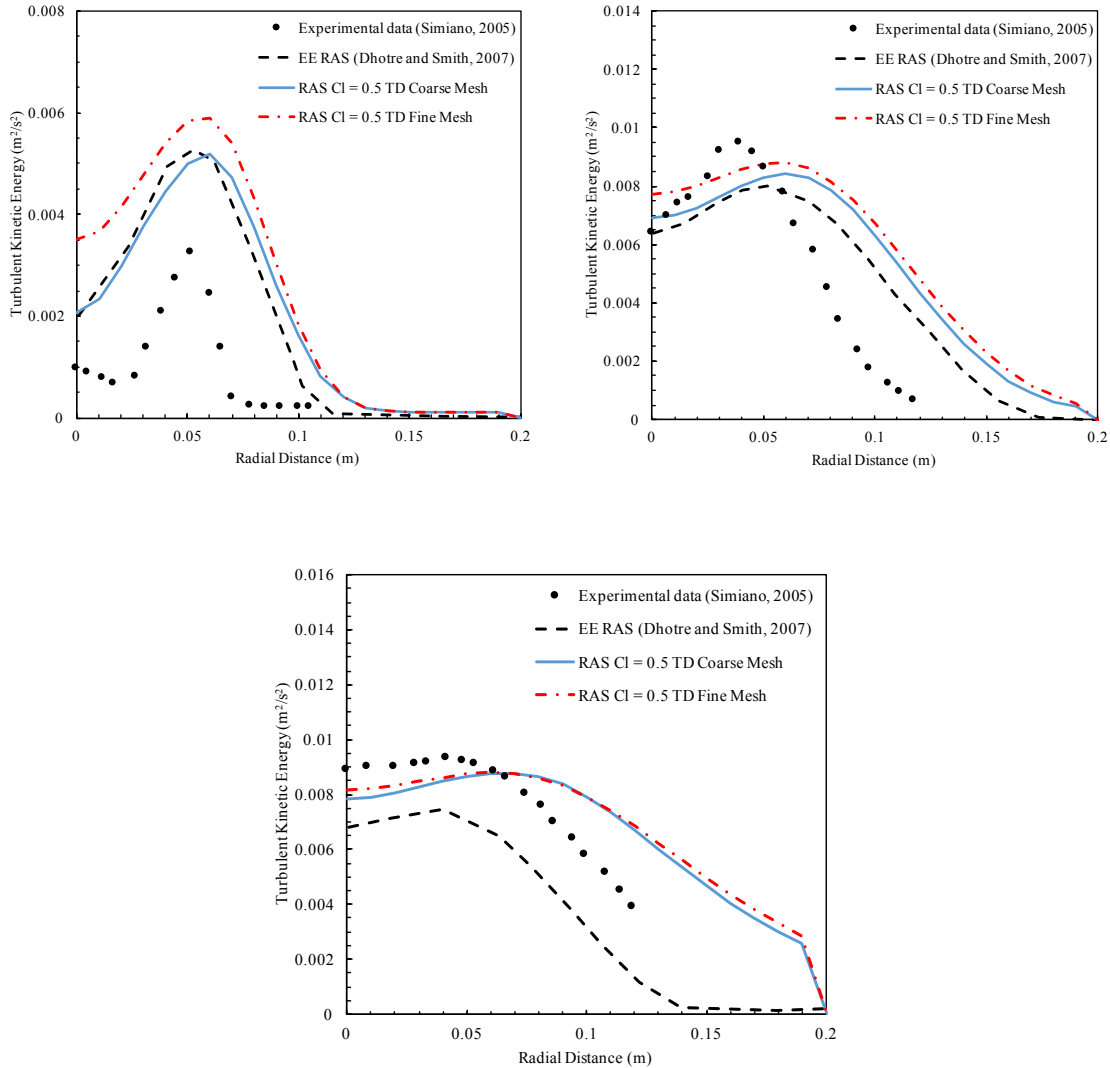 0.008
0.006
0.004
0.002
0
Turbulent Kinetic Energy (m²/s²)
Experimental data (Simiano, 2005)
EE RAS (Dhotre and Smith, 2007)
RAS Cl = 0.5 TD Coarse Mesh
RAS Cl = 0.5 TD Fine Mesh
0 0.05 0.1 0.15 0.2
Radial Distance (m)
0.014
0.012
0.01
0.008
0.006
0.004
0.002
0
Turbulent Kinetic Energy (m²/s²)
Experimental data (Simiano, 2005)
EE RAS (Dhotre and Smith, 2007)
RAS Cl = 0.5 TD Coarse Mesh
RAS Cl = 0.5 TD Fine Mesh
0 0.05 0.1 0.15 0.2
Radial Distance (m)
0.016
0.014
0.012
0.01
0.008
0.006
0.004
0.002
0
Turbulent Kinetic Energy (m²/s²)
Experimental data (Simiano, 2005)
EE RAS (Dhotre and Smith, 2007)
RAS Cl = 0.5 TD Coarse Mesh
RAS Cl = 0.5 TD Fine Mesh
0 0.05 0.1 0.15 0.2
Radial Distance (m)